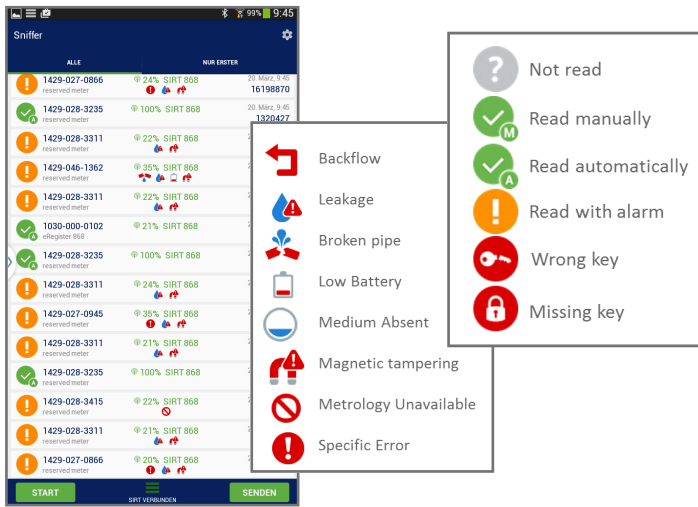 99% 9:45
Sniffer
ALLE NUR ERSTER
1429-027-0866 24% SIRT 868 20. März, 9:45
reserved meter 16198870
1429-028-3235 100% SIRT 868 20. März, 9:45
reserved meter 1320427
1429-028-3311 22% SIRT 868
reserved meter
1429-046-1362 35% SIRT 868
reserved meter
1429-028-3311 22% SIRT 868
reserved meter
1030-000-0102 21% SIRT 868
eRegister 868
1429-028-3235 100% SIRT 868
reserved meter
1429-028-3311 24% SIRT 868
reserved meter
1429-027-0945 35% SIRT 868
reserved meter
1429-028-3311 21% SIRT 868
reserved meter
1429-028-3235 100% SIRT 868
reserved meter
1429-028-3415 22% SIRT 868
reserved meter
1429-028-3311 21% SIRT 868
reserved meter
1429-027-0866 20% SIRT 868
reserved meter
START SIRT VERBUNDEN SENDEN
Backflow
Leakage
Broken pipe
Low Battery
Medium Absent
Magnetic tampering
Metrology Unavailable
Specific Error
? Not read
M Read manually
A Read automatically
! Read with alarm
Wrong key
Missing key